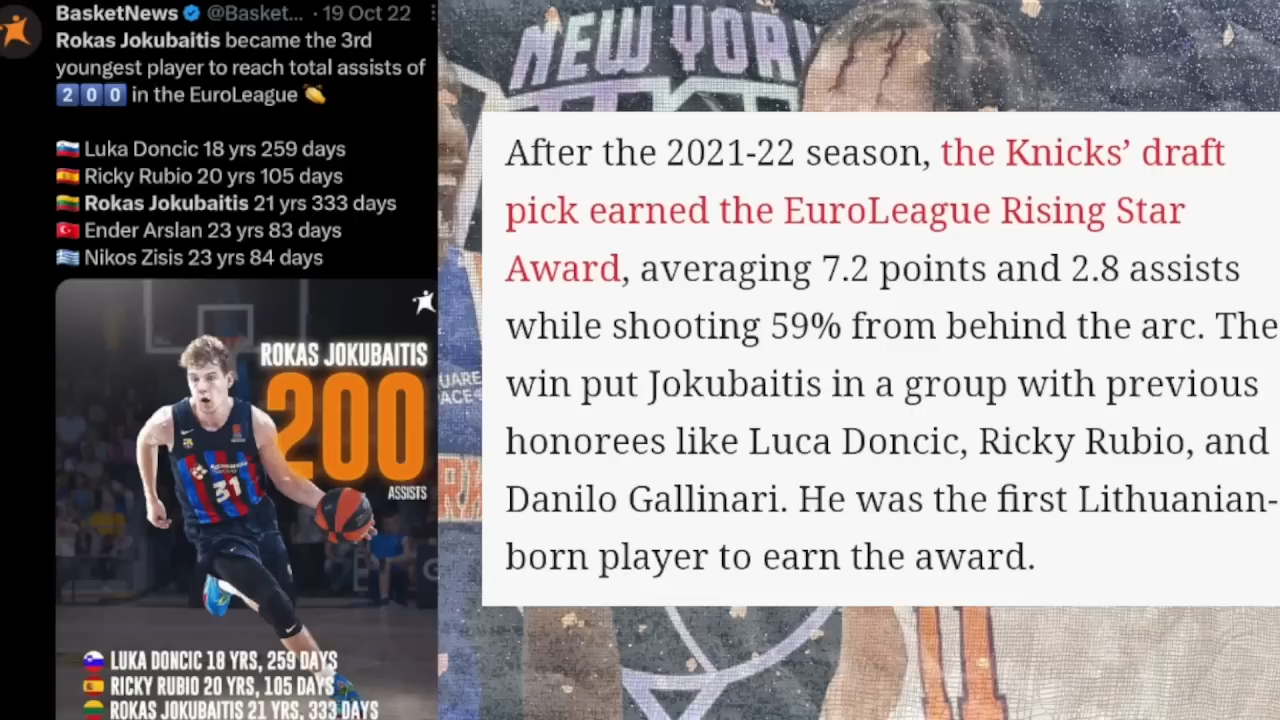 BasketNews @Basket... · 19 Oct 22
Rokas Jokubaitis became the 3rd
youngest player to reach total assists of
200 in the EuroLeague 👏
Luka Doncic 18 yrs 259 days
Ricky Rubio 20 yrs 105 days
Rokas Jokubaitis 21 yrs 333 days
Ender Arslan 23 yrs 83 days
Nikos Zisis 23 yrs 84 days
ROKAS JOKUBAITIS
200
ASSISTS
31
LUKA DONCIC 18 YRS, 259 DAYS
RICKY RUBIO 20 YRS, 105 DAYS
ROKAS JOKUBAITIS 21 YRS, 333 DAYS
NEW YOR
After the 2021-22 season, the Knicks’ draft
pick earned the EuroLeague Rising Star
Award, averaging 7.2 points and 2.8 assists
while shooting 59% from behind the arc. The
win put Jokubaitis in a group with previous
honorees like Luca Doncic, Ricky Rubio, and
Danilo Gallinari. He was the first Lithuanian-
born player to earn the award.